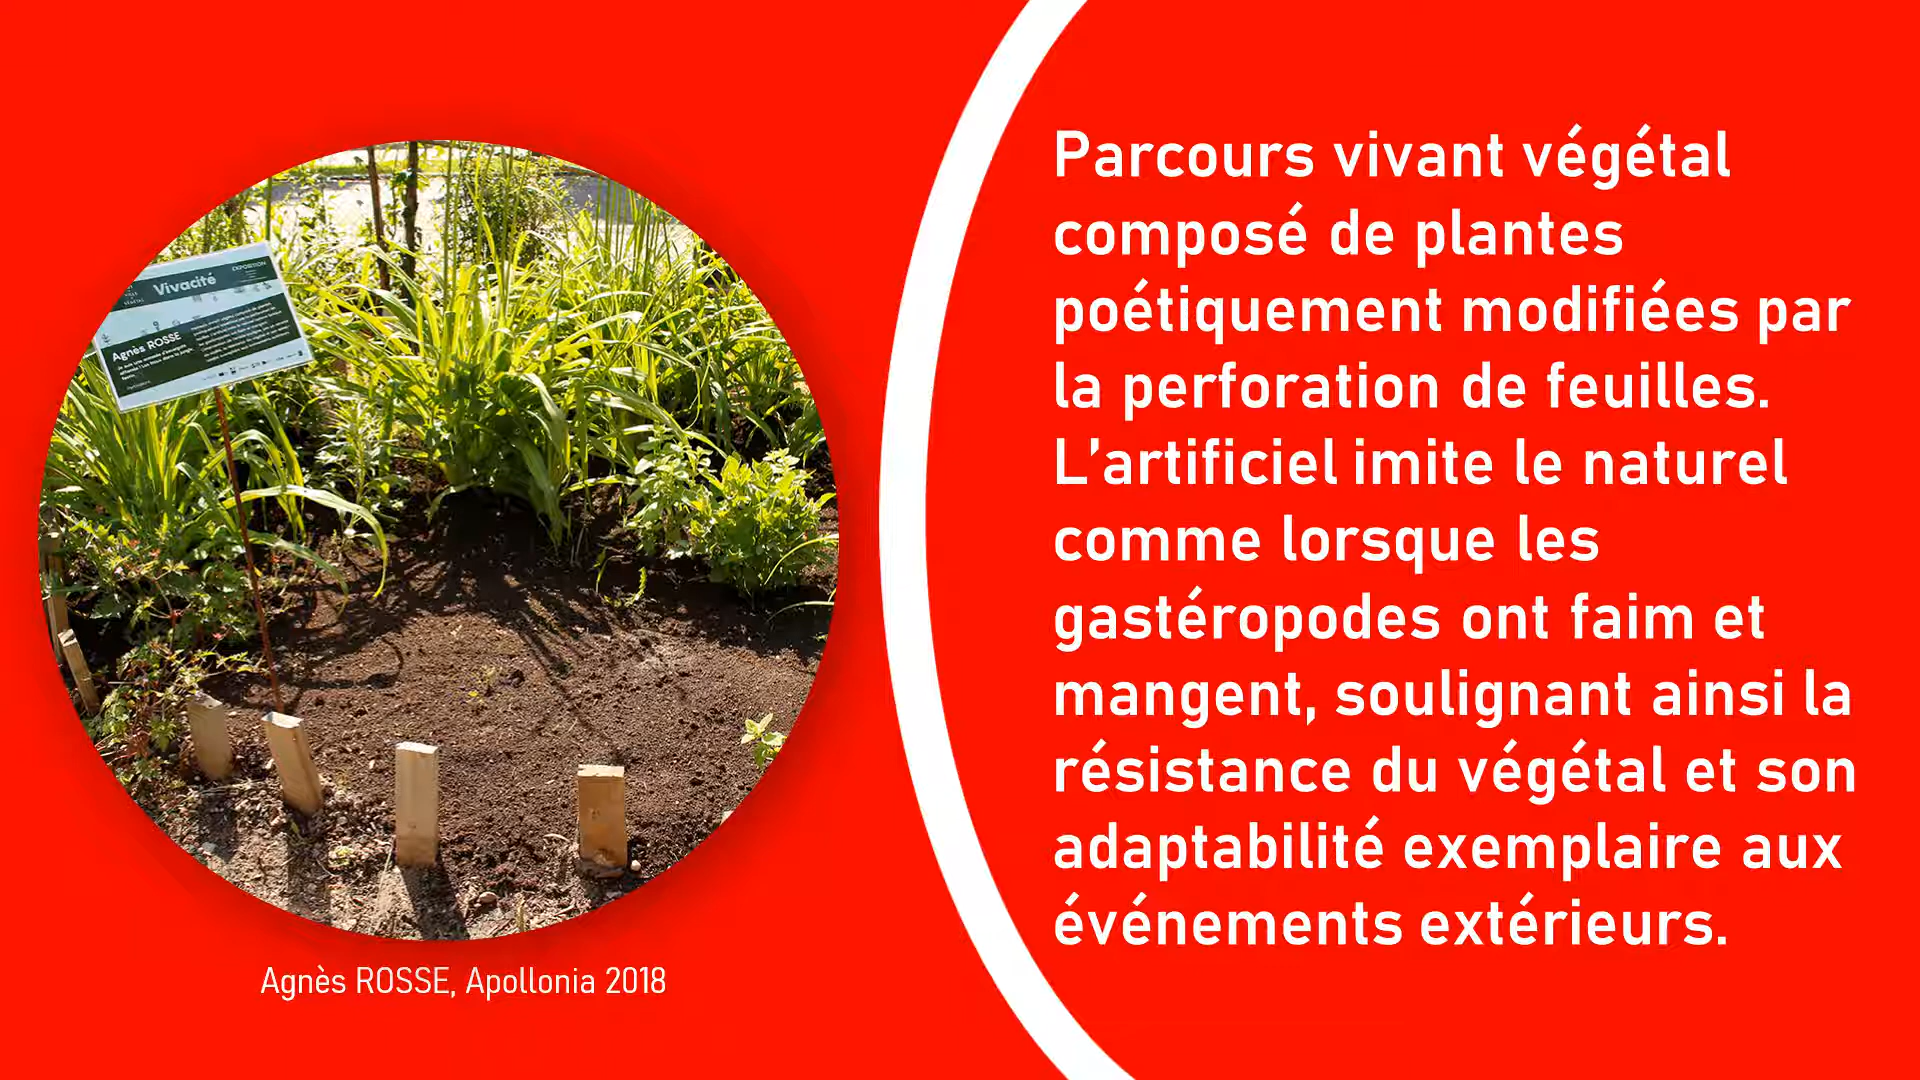 Vivacité
EXPOSITION
Agnès ROSSE
Agnès ROSSE, Apollonia 2018
Parcours vivant végétal
composé de plantes
poétiquement modifiées par
la perforation de feuilles.
L’artificiel imite le naturel
comme lorsque les
gastéropodes ont faim et
mangent, soulignant ainsi la
résistance du végétal et son
adaptabilité exemplaire aux
événements extérieurs.